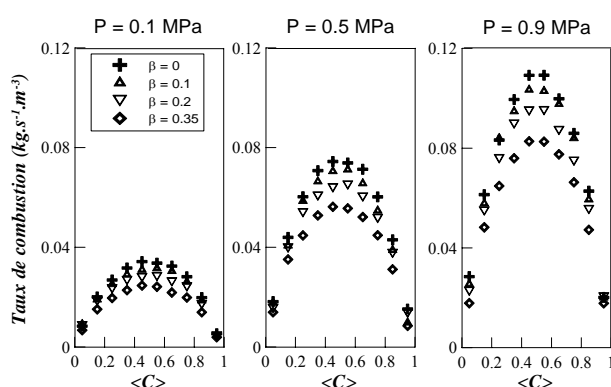 P = 0.1 MPa
P = 0.5 MPa
P = 0.9 MPa
Taux de combustion (kg.s⁻¹.m⁻³)
0.12
0.08
0.04
0
β = 0
β = 0.1
β = 0.2
β = 0.35
0 0.2 0.4 0.6 0.8 1
<C>
0.12
0.08
0.04
0
0 0.2 0.4 0.6 0.8 1
<C>
0.12
0.08
0.04
0
0 0.2 0.4 0.6 0.8 1
<C>